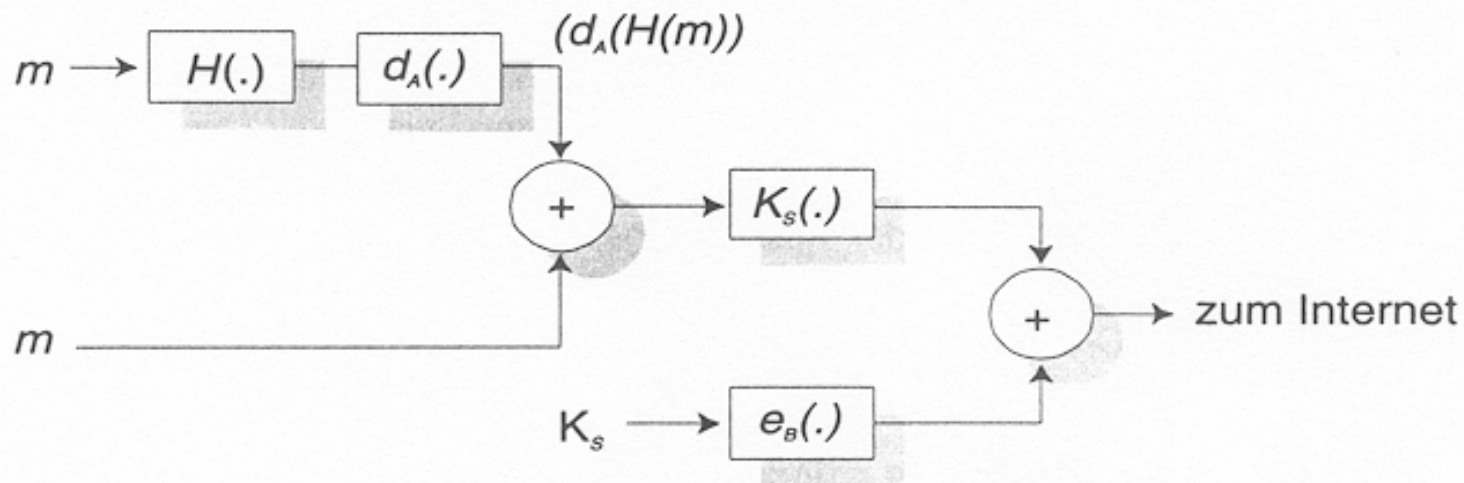 (d_A(H(m))
m H(.) d_A(.)
+ K_s(.)
m + zum Internet
K_s e_B(.)